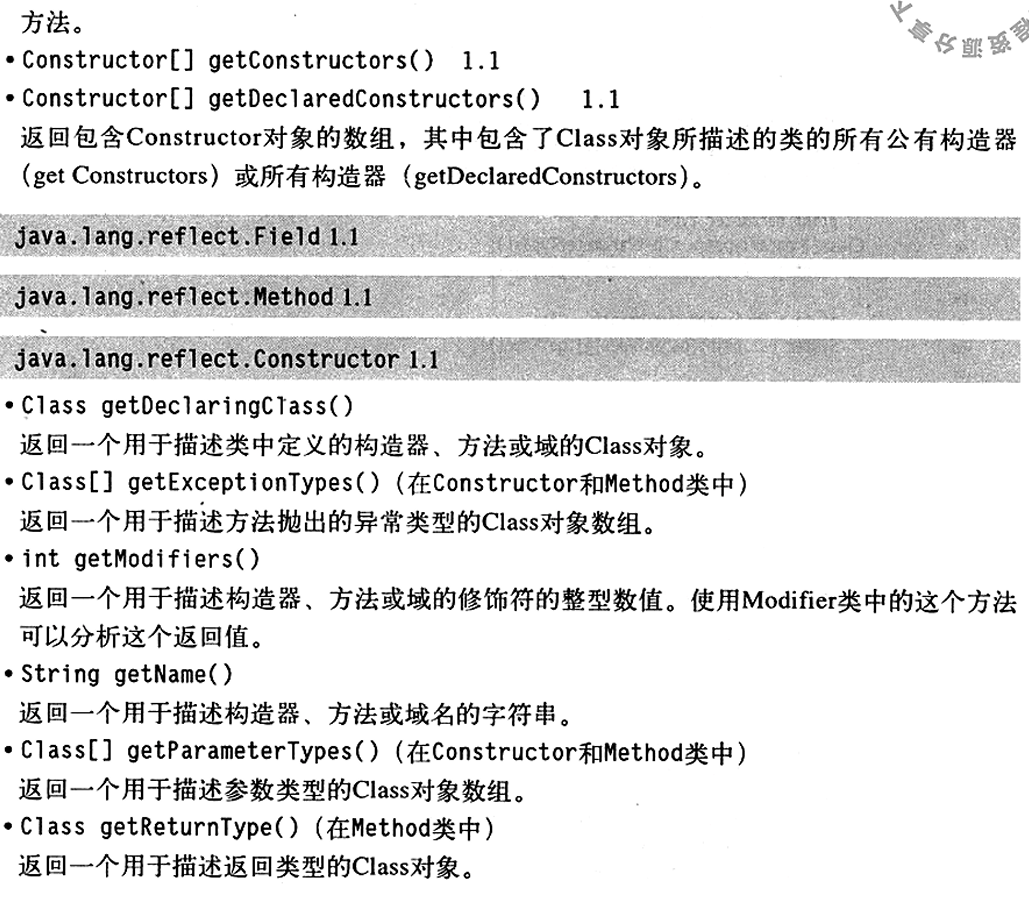 方法。
• Constructor[] getConstructors() 1.1
• Constructor[] getDeclaredConstructors() 1.1
返回包含Constructor对象的数组，其中包含了Class对象所描述的类的所有公有构造器
（get Constructors）或所有构造器（getDeclaredConstructors）。
java.lang.reflect.Field 1.1
java.lang.reflect.Method 1.1
java.lang.reflect.Constructor 1.1
• Class getDeclaringClass()
返回一个用于描述类中定义的构造器、方法或域的Class对象。
• Class[] getExceptionTypes()（在Constructor和Method类中）
返回一个用于描述方法抛出的异常类型的Class对象数组。
• int getModifiers()
返回一个用于描述构造器、方法或域的修饰符的整型数值。使用Modifier类中的这个方法
可以分析这个返回值。
• String getName()
返回一个用于描述构造器、方法或域名的字符串。
• Class[] getParameterTypes()（在Constructor和Method类中）
返回一个用于描述参数类型的Class对象数组。
• Class getReturnType()（在Method类中）
返回一个用于描述返回类型的Class对象。
程资源分享下